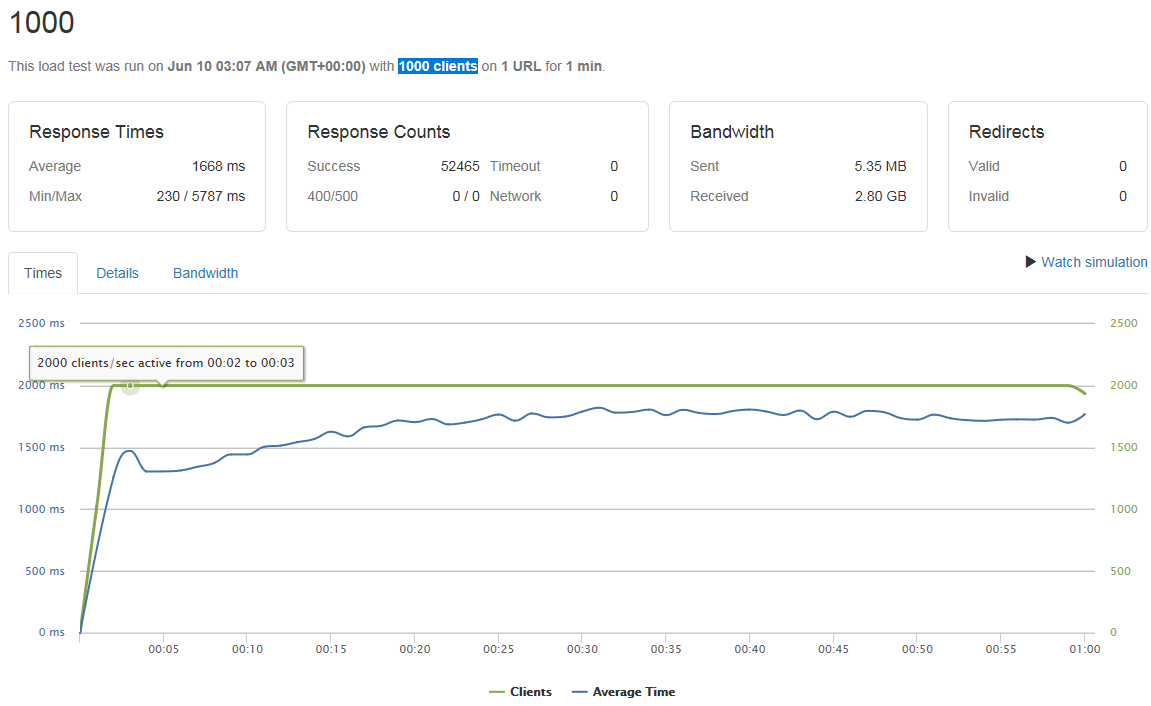 1000
This load test was run on Jun 10 03:07 AM (GMT+00:00) with 1000 clients on 1 URL for 1 min.
Response Times
Average 1668 ms
Min/Max 230 / 5787 ms
Response Counts
Success 52465 Timeout 0
400/500 0 / 0 Network 0
Bandwidth
Sent 5.35 MB
Received 2.80 GB
Redirects
Valid 0
Invalid 0
Times Details Bandwidth
Watch simulation
2500 ms 2500
2000 clients/sec active from 00:02 to 00:03
2000 ms 2000
1500 ms 1500
1000 ms 1000
500 ms 500
0 ms 0
00:05 00:10 00:15 00:20 00:25 00:30 00:35 00:40 00:45 00:50 00:55 01:00
Clients Average Time